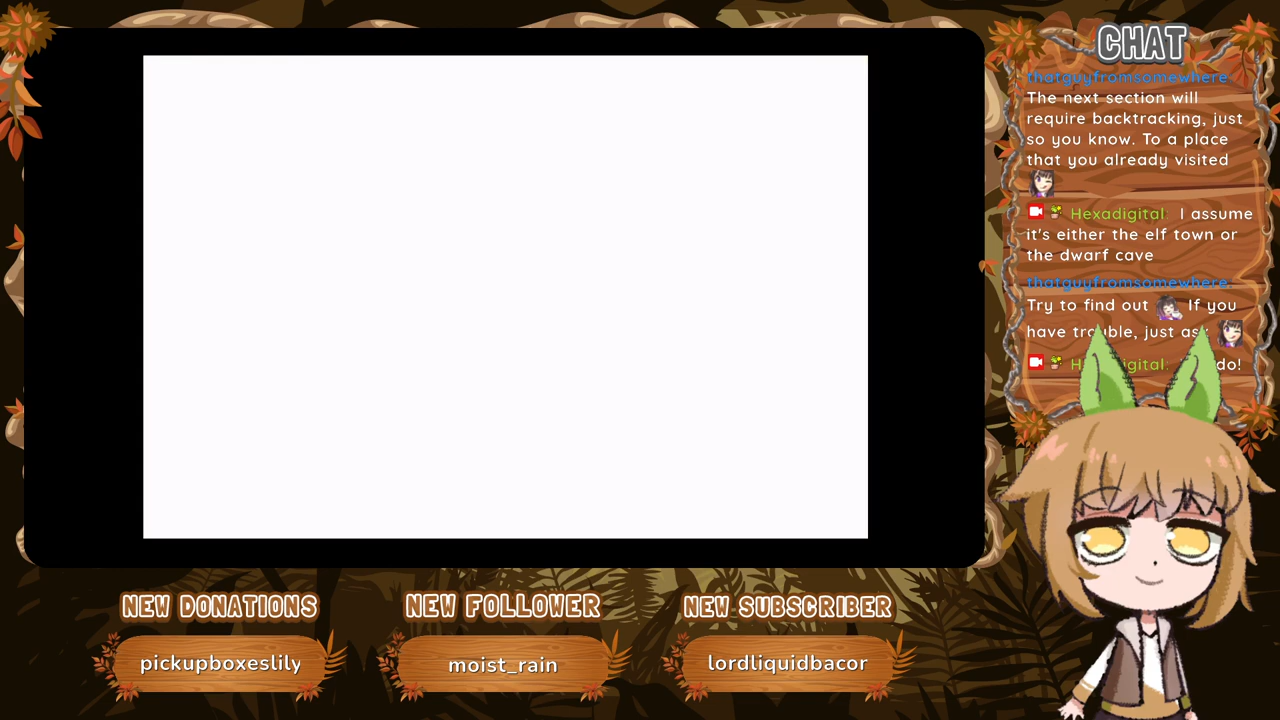 CHAT
thatguyfromsomewhere:
The next section will
require backtracking, just
so you know. To a place
that you already visited
Hexadigital: I assume
it's either the elf town or
the dwarf cave
thatguyfromsomewhere:
Try to find out If you
have trouble, just ask
do!
NEW DONATIONS
pickupboxeslily
NEW FOLLOWER
moist_rain
NEW SUBSCRIBER
lordliquidbacor